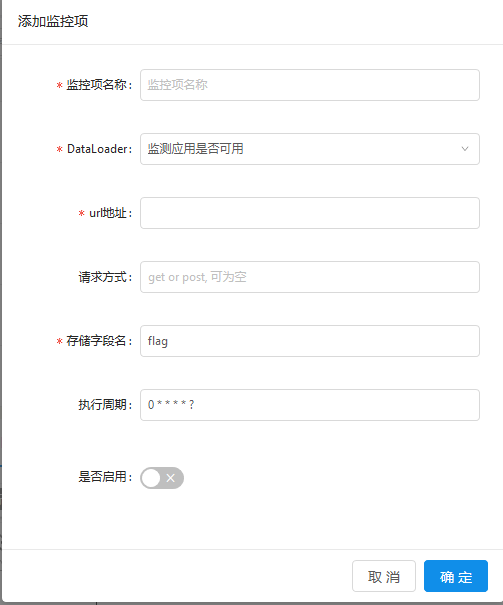 添加监控项
* 监控项名称: 监控项名称
* DataLoader: 监测应用是否可用
* url地址:
请求方式: get or post, 可为空
* 存储字段名: flag
执行周期: 0 * * * * ?
是否启用:
取 消 确 定